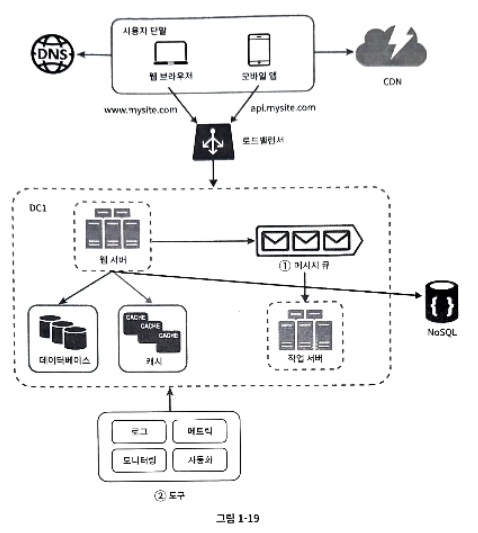 사용자 단말
DNS
웹 브라우저
모바일 앱
CDN
www.mysite.com
api.mysite.com
로드밸런서
DC1
웹 서버
① 메시지 큐
NoSQL
데이터베이스
CACHE
CACHE
CACHE
캐시
작업 서버
로그
메트릭
모니터링
자동화
② 도구
그림 1-19